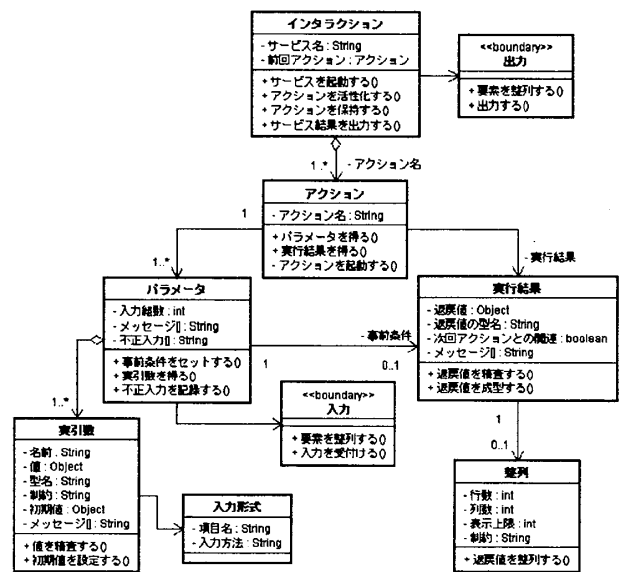 インタラクション
- サービス名 : String
- 前回アクション : アクション
+ サービスを起動する()
+ アクションを活性化する()
+ アクションを保持する()
+ サービス結果を出力する()
<<boundary>>
出力
+ 要素を整列する()
+ 出力する()
1..*
- アクション名
アクション
- アクション名 : String
+ パラメータを得る()
+ 実行結果を得る()
- アクションを起動する()
1
1..*
- 実行結果
パラメータ
- 入力組数 : int
- メッセージ[] : String
- 不正入力[] : String
+ 事前条件をセットする()
+ 実引数を得る()
+ 不正入力を記録する()
- 事前条件
1
0..1
実行結果
- 返戻値 : Object
- 返戻値の型名 : String
- 次回アクションとの関連 : boolean
- メッセージ[] : String
+ 返戻値を精査する()
+ 返戻値を成型する()
<<boundary>>
入力
+ 要素を整列する()
+ 入力を受付ける()
1..*
実引数
- 名前 : String
- 値 : Object
- 型名 : String
- 制約 : String
- 初期値 : Object
- メッセージ[] : String
+ 値を精査する()
+ 初期値を設定する()
入力形式
- 項目名 : String
- 入力方法 : String
1
0..1
整列
- 行数 : int
- 列数 : int
- 表示上限 : int
- 制約 : String
+ 返戻値を整列する()